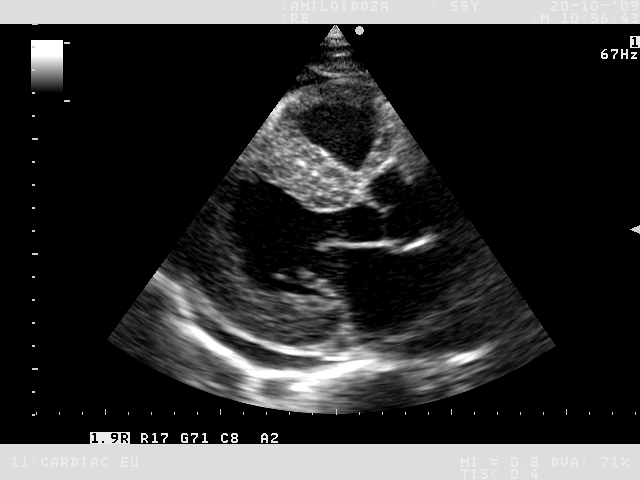 :AMILOIDOZA : 55Y 20-10-'09
:RB :M 10:56:43
1
67Hz
1.9R R17 G71 C8 A2
11:CARDIAC EU MI = 0.8 DVA: 71%
TIS< 0.4